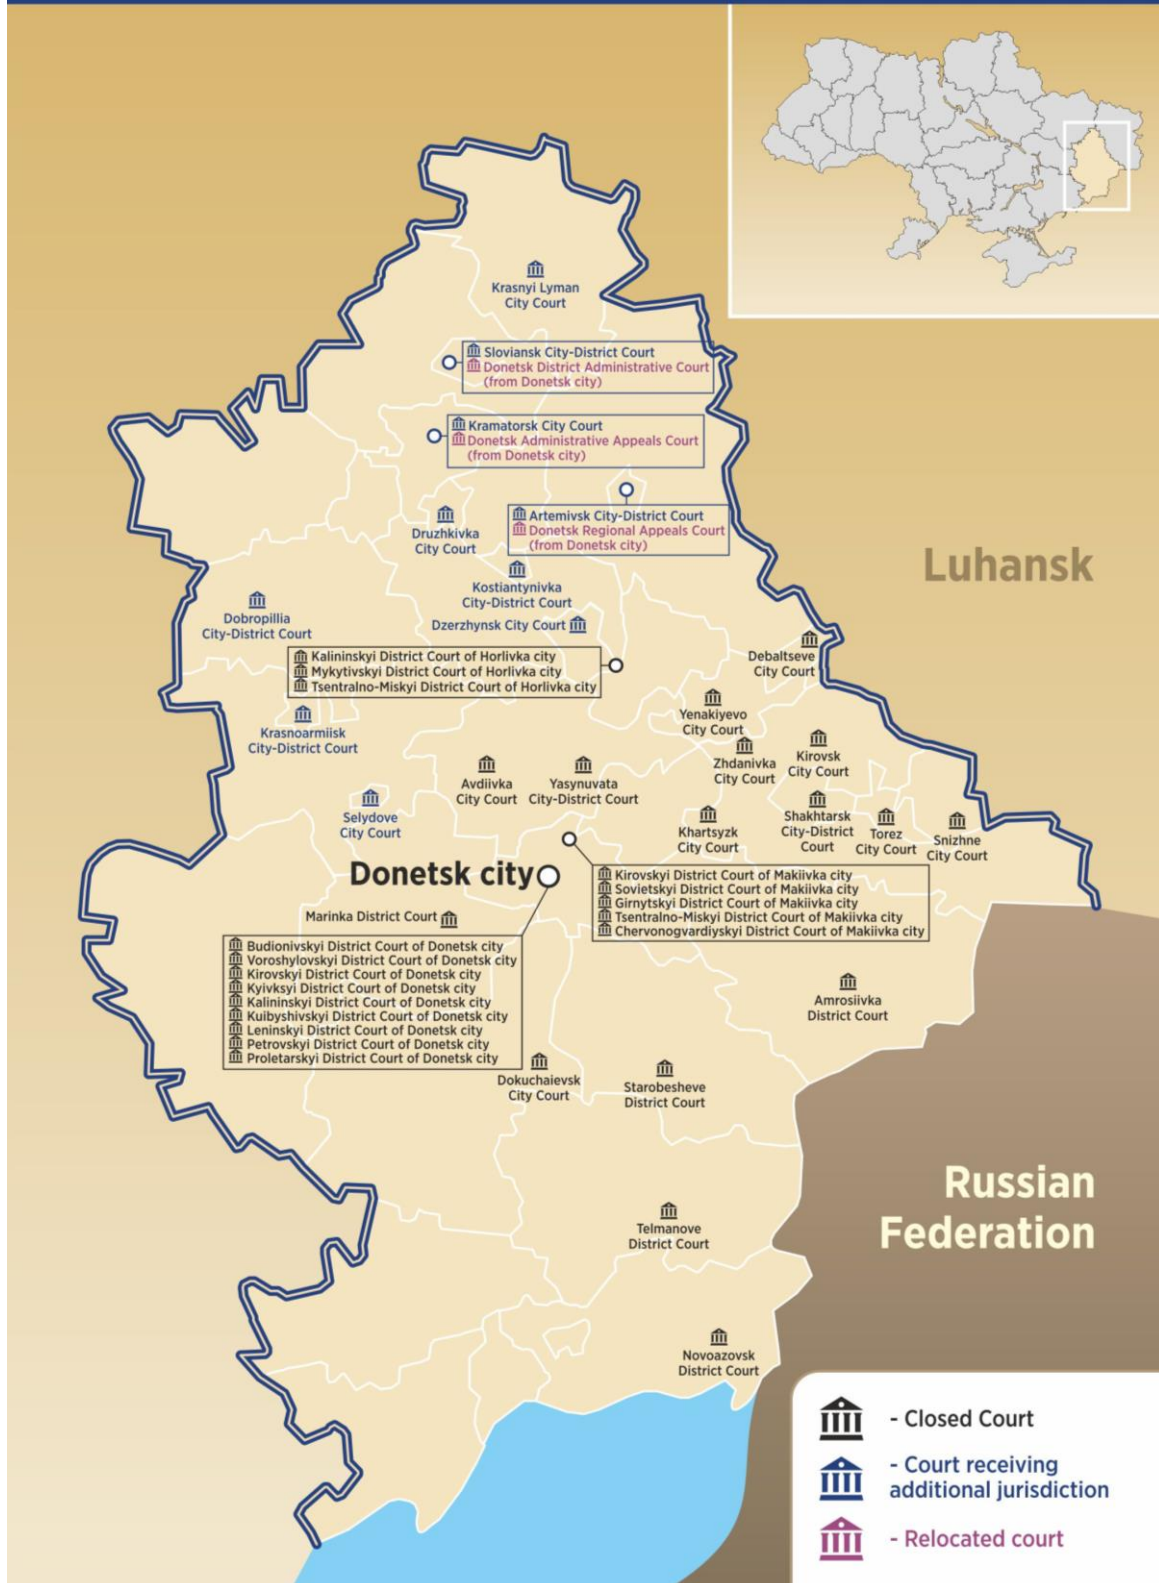 Krasnyi Lyman
City Court
Sloviansk City-District Court
Donetsk District Administrative Court
(from Donetsk city)
Kramatorsk City Court
Donetsk Administrative Appeals Court
(from Donetsk city)
Artemivsk City-District Court
Donetsk Regional Appeals Court
(from Donetsk city)
Druzhkivka
City Court
Luhansk
Kostiantynivka
City-District Court
Dobropillia
City-District Court
Dzerzhynsk City Court
Debaltseve
City Court
Kalininskyi District Court of Horlivka city
Mykytivskyi District Court of Horlivka city
Tsentralno-Miskyi District Court of Horlivka city
Yenakiyevo
City Court
Krasnoarmiisk
City-District Court
Zhdanivka
City Court
Kirovsk
City Court
Avdiivka
City Court
Yasynuvata
City-District Court
Selydove
City Court
Khartsyzk
City Court
Shakhtarsk
City-District
Court
Torez
City Court
Snizhne
City Court
Donetsk city
Kirovskyi District Court of Makiivka city
Sovietskyi District Court of Makiivka city
Girnytskyi District Court of Makiivka city
Tsentralno-Miskyi District Court of Makiivka city
Chervonogvardiyskyi District Court of Makiivka city
Marinka District Court
Budionivskyi District Court of Donetsk city
Voroshylovskyi District Court of Donetsk city
Kirovskyi District Court of Donetsk city
Kyivksyi District Court of Donetsk city
Kalininskyi District Court of Donetsk city
Kuibyshivskyi District Court of Donetsk city
Leninskyi District Court of Donetsk city
Petrovskyi District Court of Donetsk city
Proletarskyi District Court of Donetsk city
Amrosiivka
District Court
Dokuchaievsk
City Court
Starobesheve
District Court
Russian
Federation
Telmanove
District Court
Novoazovsk
District Court
- Closed Court
- Court receiving
additional jurisdiction
- Relocated court